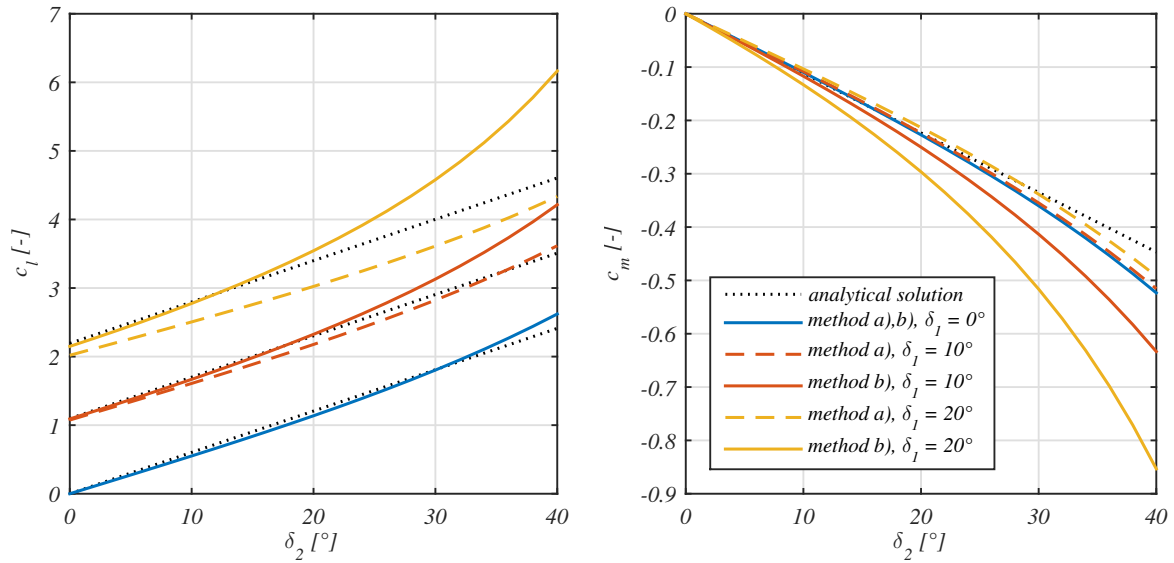 7
6
5
4
3
2
1
0
c_l [-]
0
10
20
30
40
δ_2 [°]
0
-0.1
-0.2
-0.3
-0.4
-0.5
-0.6
-0.7
-0.8
-0.9
c_m [-]
analytical solution
method a),b), δ_1 = 0°
method a), δ_1 = 10°
method b), δ_1 = 10°
method a), δ_1 = 20°
method b), δ_1 = 20°
0
10
20
30
40
δ_2 [°]